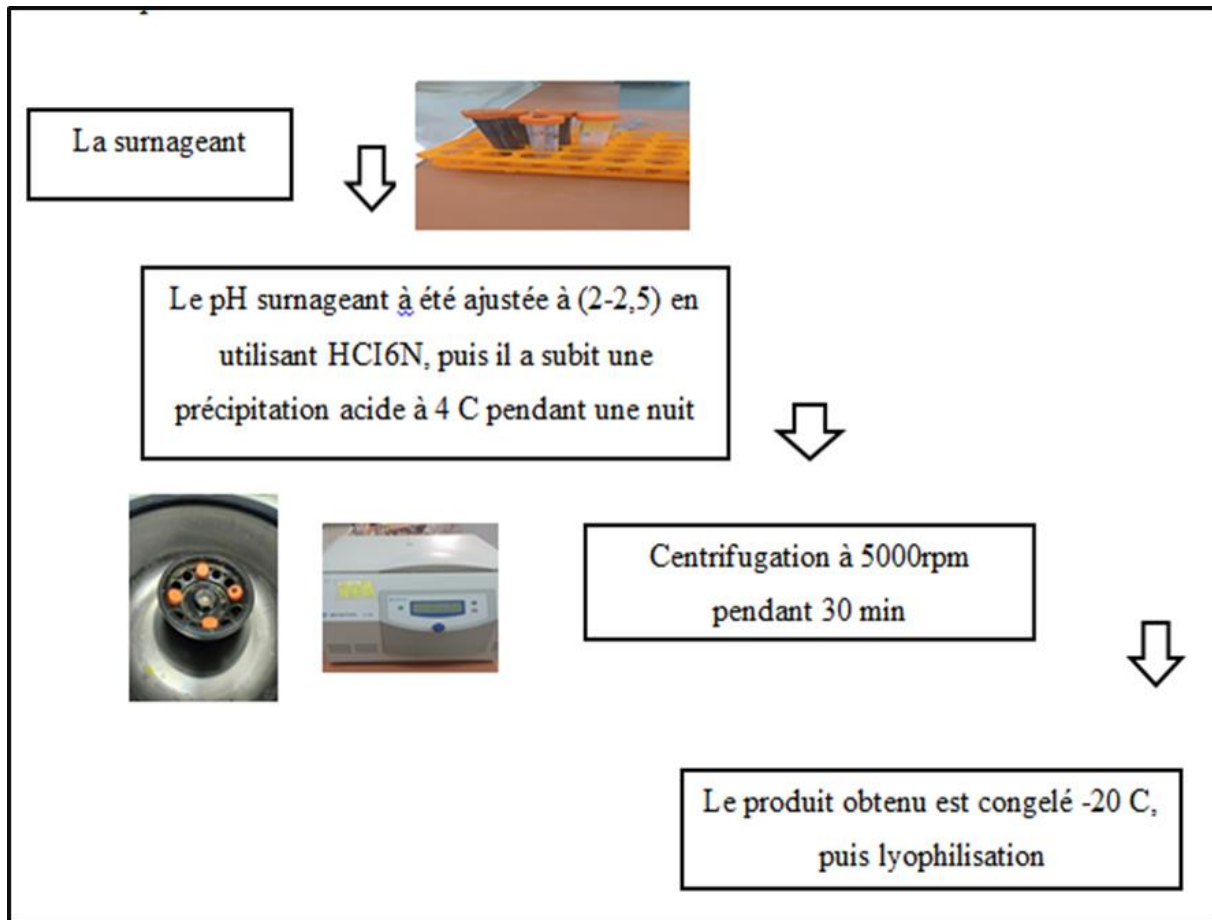 La surnageant
Le pH surnageant à été ajustée à (2-2,5) en
utilisant HCI6N, puis il a subit une
précipitation acide à 4 C pendant une nuit
Centrifugation à 5000rpm
pendant 30 min
Le produit obtenu est congelé -20 C,
puis lyophilisation